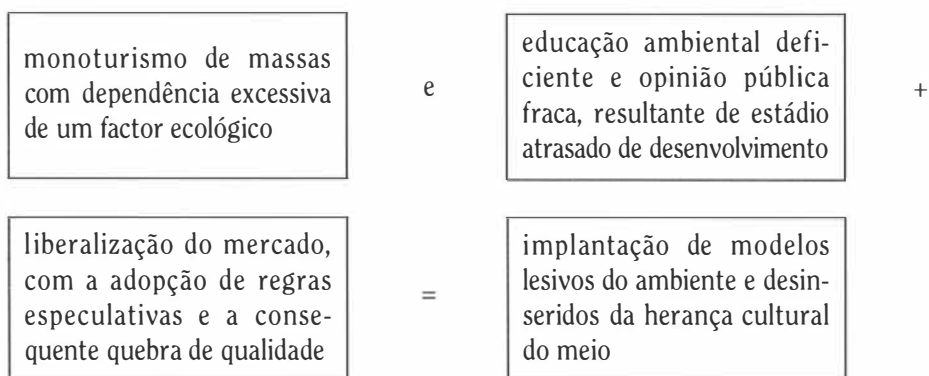 monoturismo de massas
com dependência excessiva
de um factor ecológico
e
educação ambiental defi-
ciente e opinião pública
fraca, resultante de estádio
atrasado de desenvolvimento
+
liberalização do mercado,
com a adopção de regras
especulativas e a conse-
quente quebra de qualidade
=
implantação de modelos
lesivos do ambiente e desin-
seridos da herança cultural
do meio